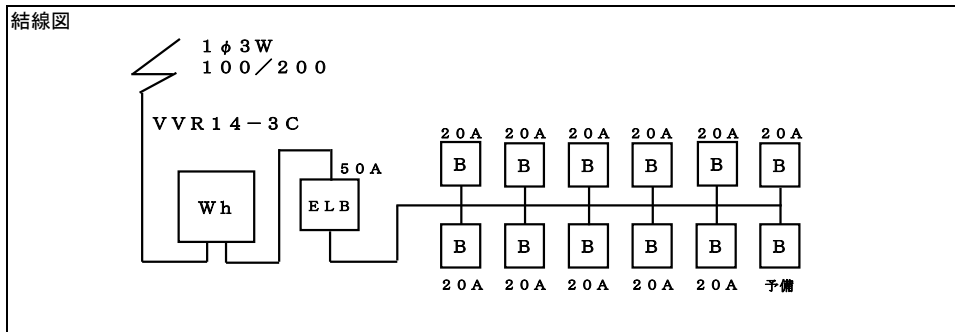 結線図
１φ３Ｗ
１００／２００
ＶＶＲ１４－３Ｃ
５０Ａ
Ｗｈ
ＥＬＢ
２０Ａ ２０Ａ ２０Ａ ２０Ａ ２０Ａ ２０Ａ
Ｂ Ｂ Ｂ Ｂ Ｂ Ｂ
Ｂ Ｂ Ｂ Ｂ Ｂ Ｂ
２０Ａ ２０Ａ ２０Ａ ２０Ａ ２０Ａ 予備